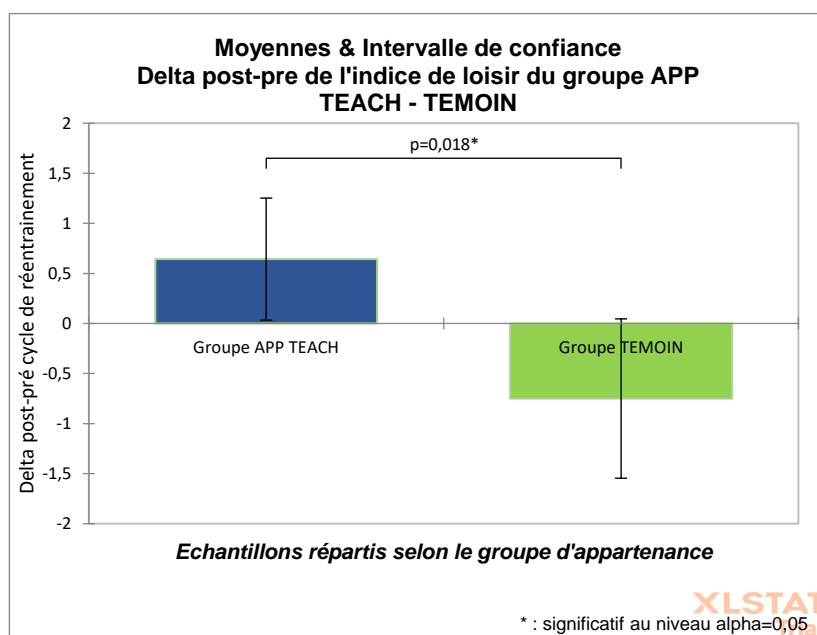 Moyennes & Intervalle de confiance
Delta post-pre de l'indice de loisir du groupe APP
TEACH - TEMOIN
Delta post-pré cycle de réentrainement
2
1,5
1
0,5
0
-0,5
-1
-1,5
-2
p=0,018*
Groupe APP TEACH
Groupe TEMOIN
Echantillons répartis selon le groupe d'appartenance
XLSTAT
* : significatif au niveau alpha=0,05